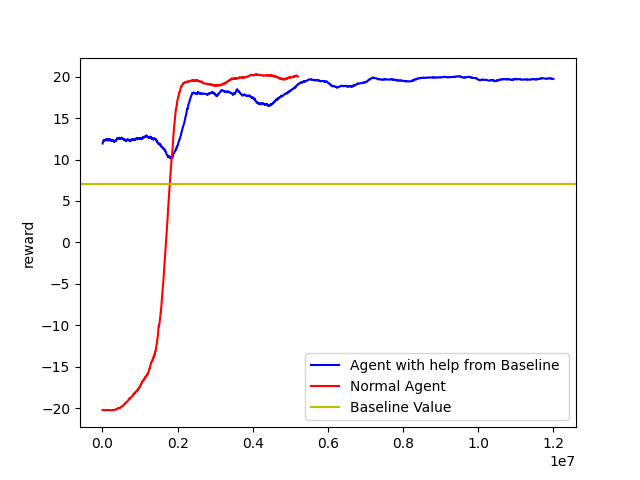 20
15
10
5
0
−5
−10
−15
−20
reward
0.0 0.2 0.4 0.6 0.8 1.0 1.2
1e7
Agent with help from Baseline
Normal Agent
Baseline Value